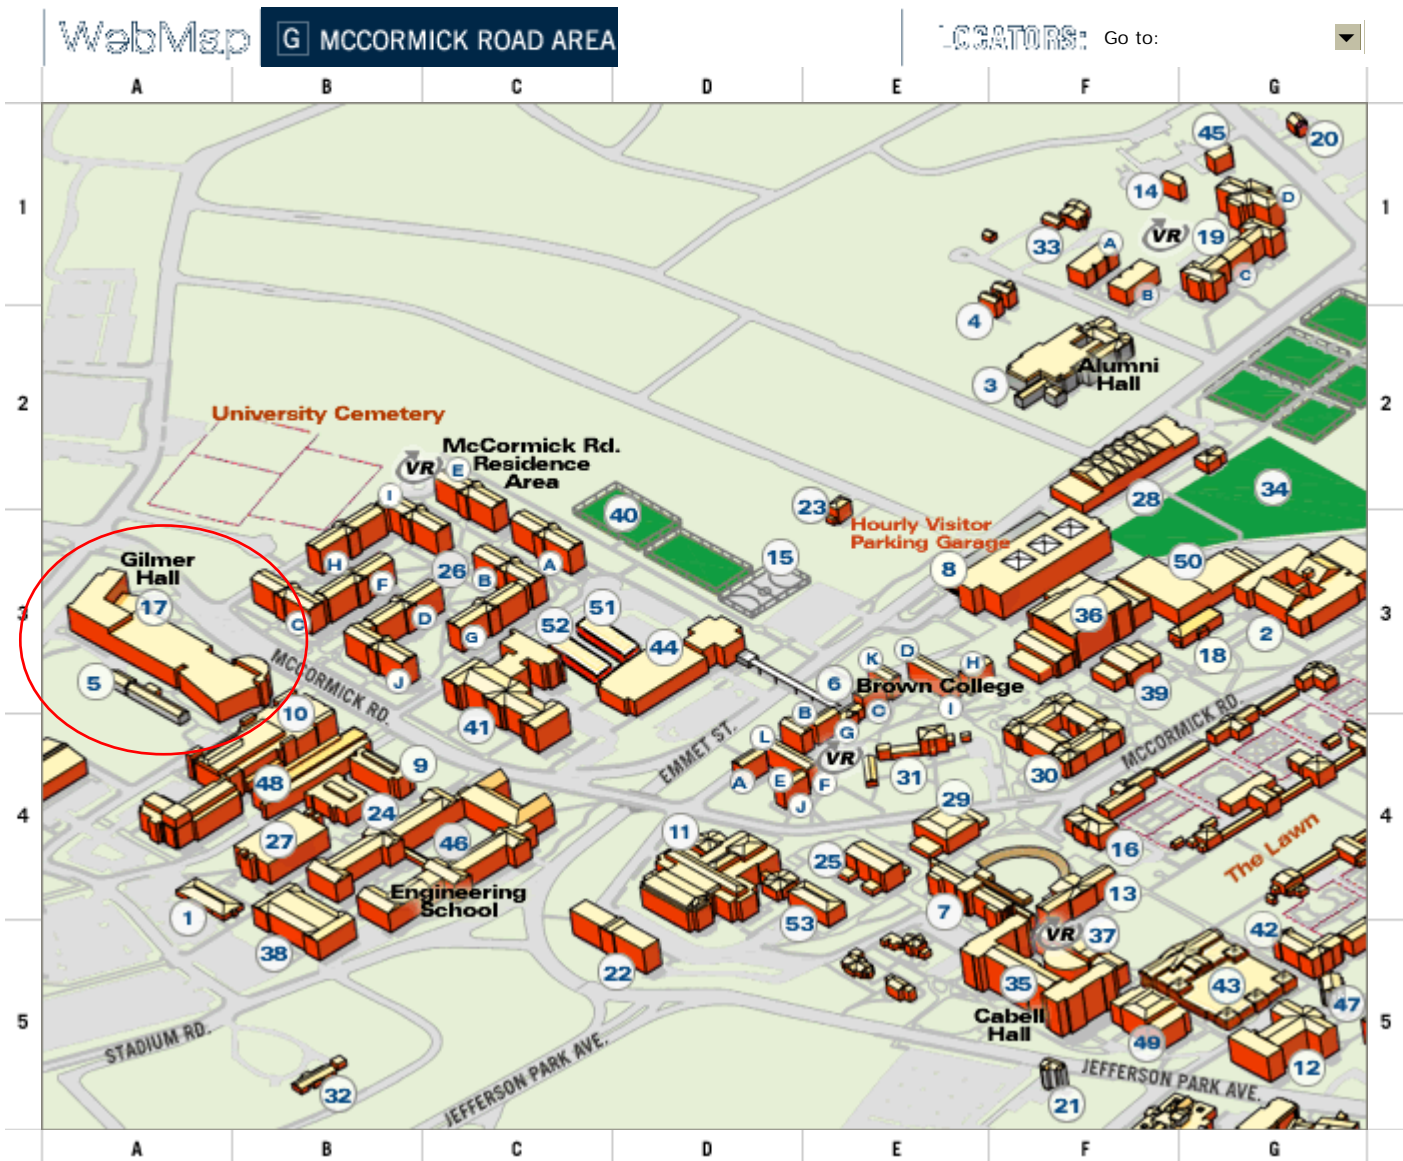 WebMap
G MCCORMICK ROAD AREA
LOCATORS:
Go to:
A B C D E F G
1 1
45 20
14 D
33 A VR 19
C
B
4
Alumni
Hall
3
2 2
University Cemetery
McCormick Rd.
Residence
Area
VR E
I
40
23
Hourly Visitor
Parking Garage
28
34
Gilmer
Hall
17
H F 26 B A
15
8
50
3 3
C D G
52 51 44
36
2
18
5
MCCORMICK RD.
J
K D H
6 Brown College
39
10
41
B C I
G
EMMET ST.
L
VR
31
30
MCCORMICK RD.
48 9
A E F
J
29
4 4
24
27 46
11
25
16
The Lawn
Engineering
School
1
53
7
13
38
22
VR 37
42
35
43
47
Cabell
Hall
5 5
49
STADIUM RD.
JEFFERSON PARK AVE.
JEFFERSON PARK AVE.
12
32
21
A B C D E F G